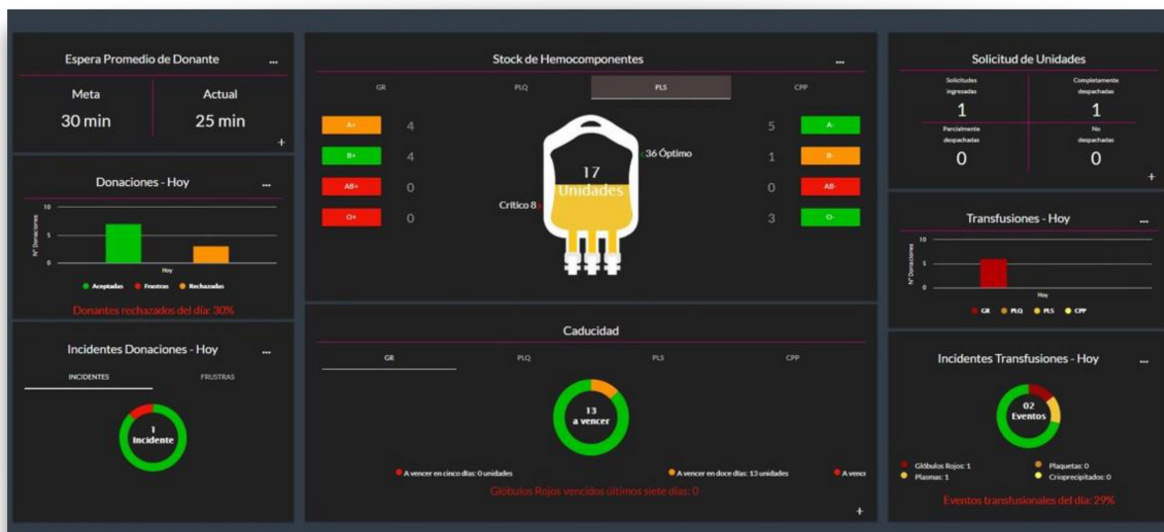 Espera Promedio de Donante ...
Meta Actual
30 min 25 min
+
Donaciones - Hoy ...
N° Donaciones
10
5
0
Hoy
Aceptadas Frustras Rechazadas
Donantes rechazados del día: 30%
Incidentes Donaciones - Hoy ...
INCIDENTES FRUSTRAS
1
Incidente
Stock de Hemocomponentes ...
GR PLQ PLS CPP
A+ 4 5 A-
B+ 4 1 B-
AB+ 0 0 AB-
O+ 0 3 O-
36 Óptimo
17
Unidades
Crítico 8
Caducidad
GR PLQ PLS CPP
13
a vencer
A vencer en cinco días: 0 unidades A vencer en doce días: 13 unidades A vence
Glóbulos Rojos vencidos últimos siete días: 0
+
Solicitud de Unidades
Solicitudes Completamente
ingresadas despachadas
1 1
Parcialmente No
despachadas despachadas
0 0
+
Transfusiones - Hoy ...
N° Donaciones
10
5
0
Hoy
GR PLQ PLS CPP
Incidentes Transfusiones - Hoy ...
02
Eventos
Glóbulos Rojos: 1 Plaquetas: 0
Plasmas: 1 Crioprecipitados: 0
Eventos transfusionales del día: 29%